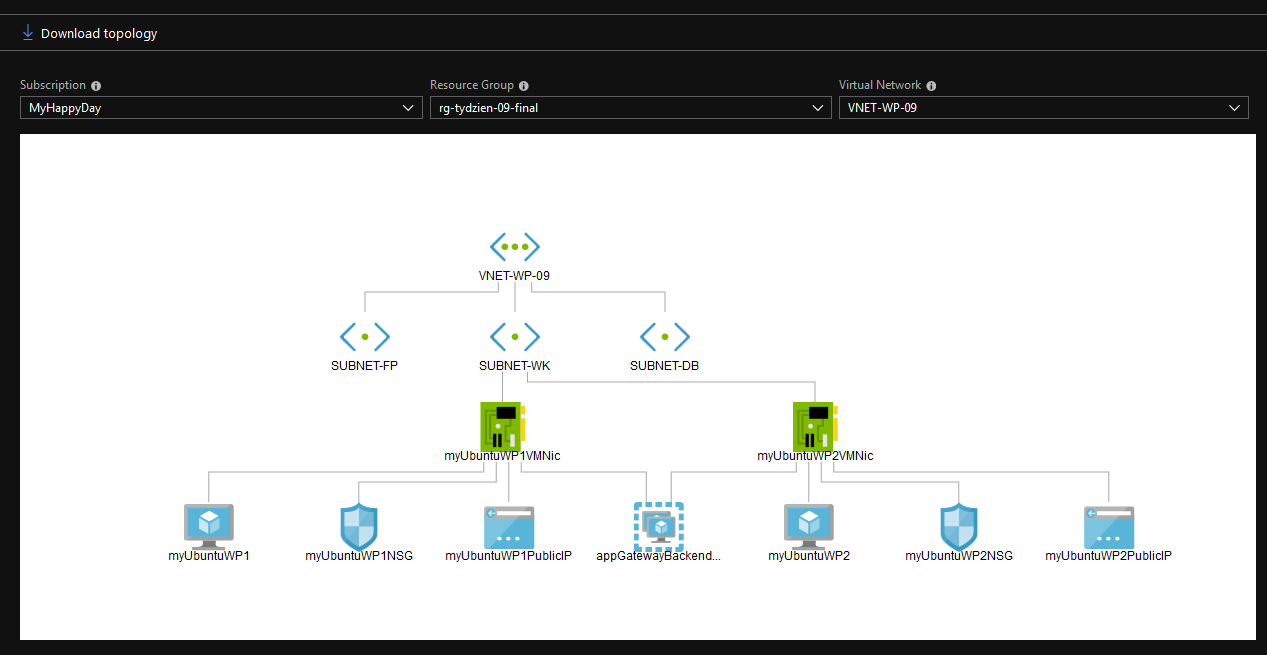 Download topology
Subscription
Resource Group
Virtual Network
MyHappyDay
rg-tydzien-09-final
VNET-WP-09
VNET-WP-09
SUBNET-FP
SUBNET-WK
SUBNET-DB
myUbuntuWP1VMNic
myUbuntuWP2VMNic
myUbuntuWP1
myUbuntuWP1NSG
myUbuntuWP1PublicIP
appGatewayBackend...
myUbuntuWP2
myUbuntuWP2NSG
myUbuntuWP2PublicIP